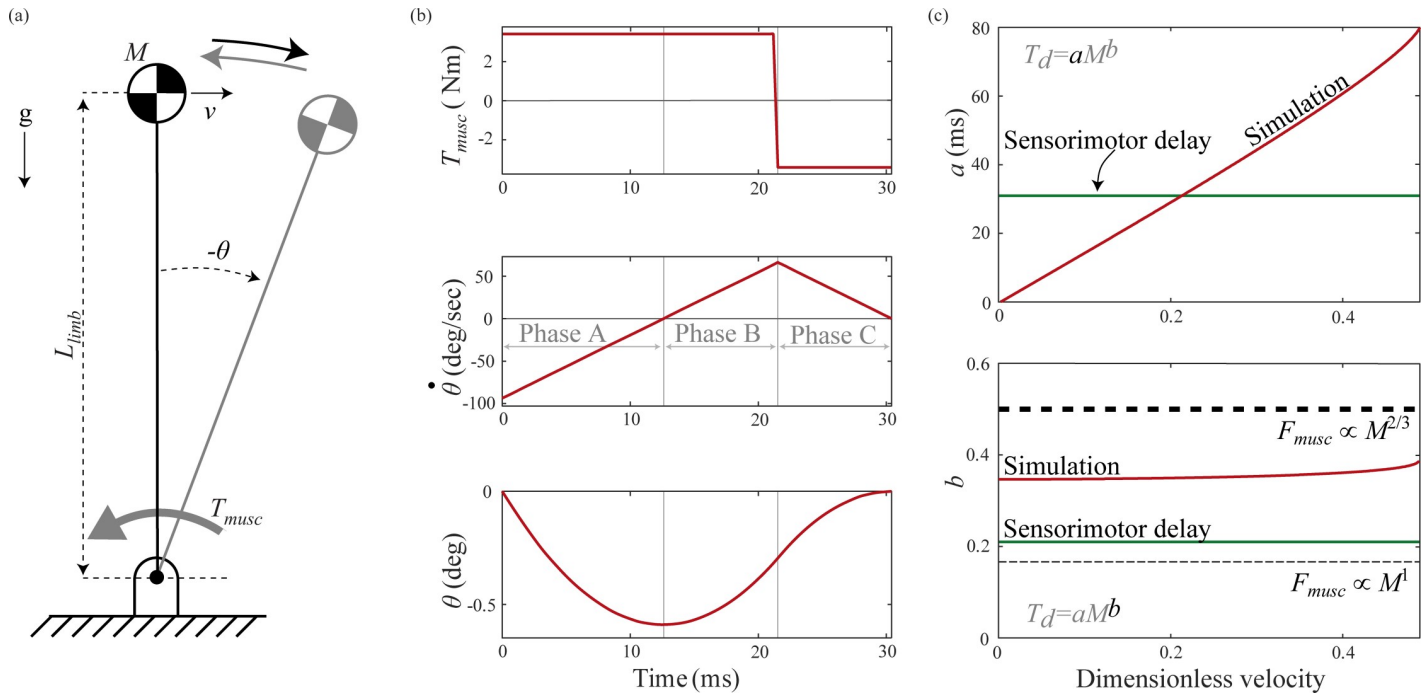 (a)
M
v
g
-θ
L_limb
T_musc
(b)
T_musc ( Nm)
2
0
-2
0
10
20
30
θ̇ (deg/sec)
50
0
-50
-100
Phase A
Phase B
Phase C
0
10
20
30
θ (deg)
0
-0.5
0
10
20
30
Time (ms)
(c)
T_d=aM^b
a (ms)
80
60
40
20
0
Simulation
Sensorimotor delay
0.2
0.4
b
0.6
0.4
0.2
0
F_musc ∝ M^2/3
Simulation
Sensorimotor delay
F_musc ∝ M^1
T_d=aM^b
0
0.2
0.4
Dimensionless velocity